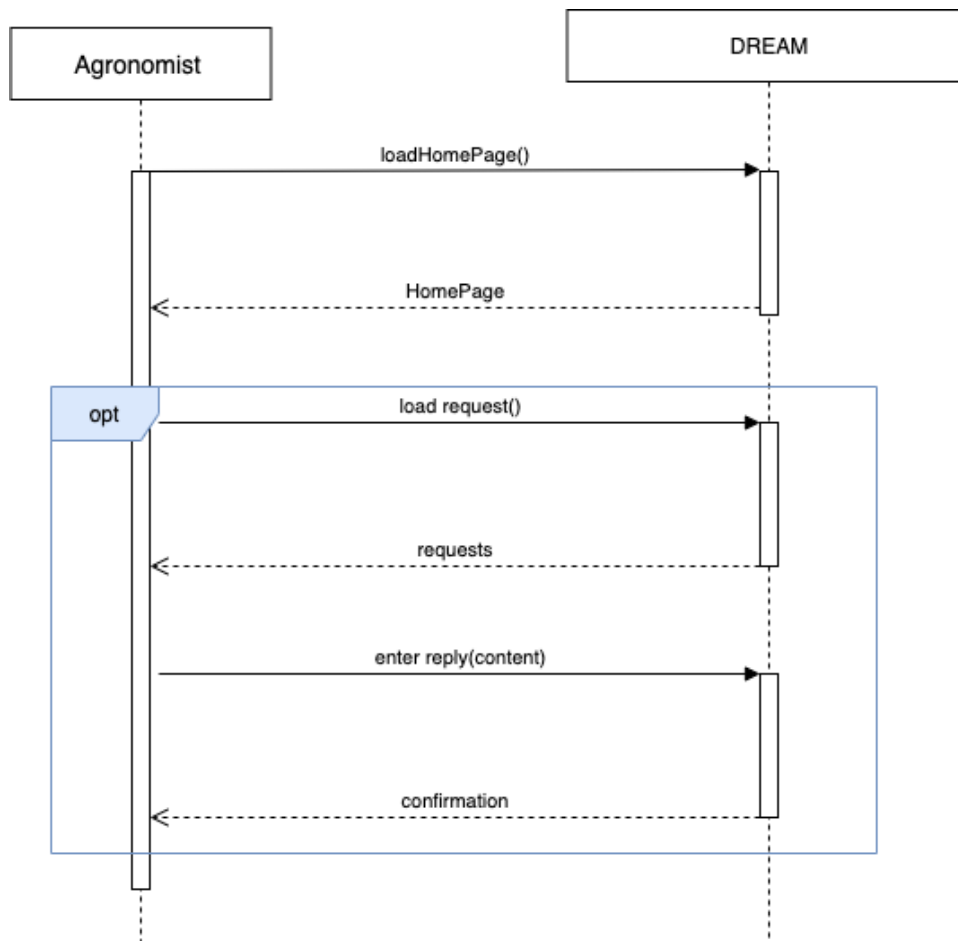 Agronomist
DREAM
loadHomePage()
HomePage
opt
load request()
requests
enter reply(content)
confirmation